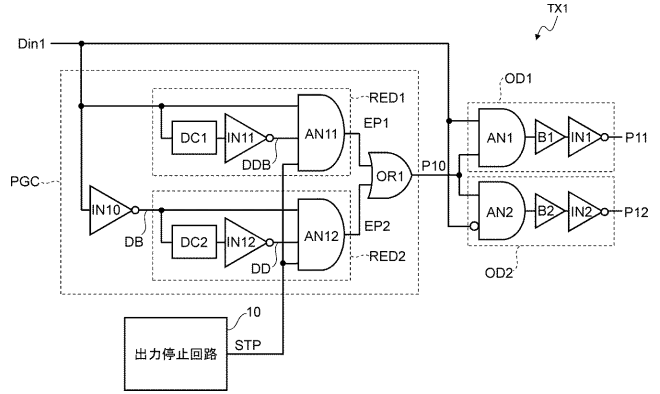 TX1
Din1
OD1
RED1
EP1
DC1
IN11
AN11
DDB
AN1
B1
IN1
P11
PGC
OR1
P10
IN10
DB
DC2
IN12
AN12
DD
EP2
RED2
AN2
B2
IN2
P12
OD2
10
出力停止回路
STP